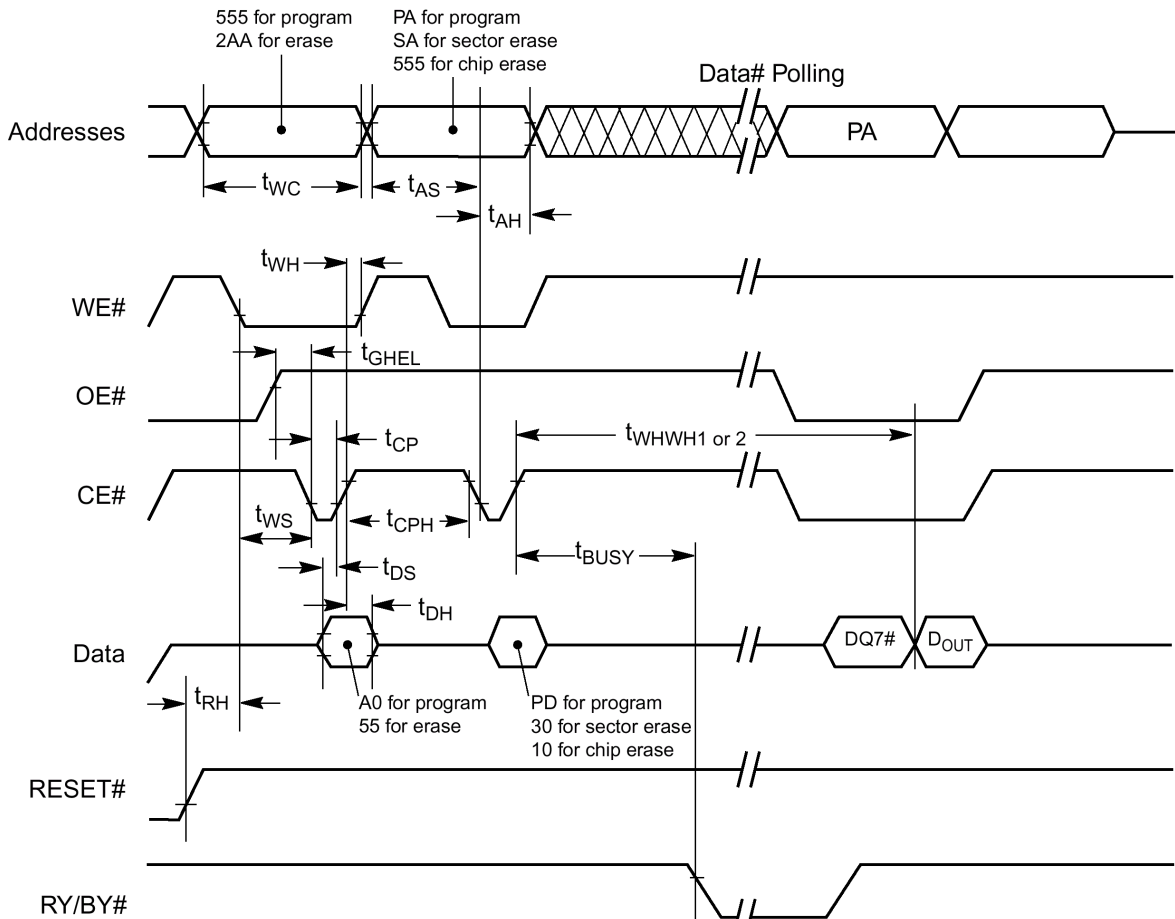 555 for program
2AA for erase
PA for program
SA for sector erase
555 for chip erase
Data# Polling
Addresses
PA
tWC
tAS
tAH
tWH
WE#
tGHEL
OE#
tCP
tWHWH1 or 2
CE#
tWS
tCPH
tBUSY
tDS
tDH
Data
DQ7#
DOUT
tRH
A0 for program
55 for erase
PD for program
30 for sector erase
10 for chip erase
RESET#
RY/BY#